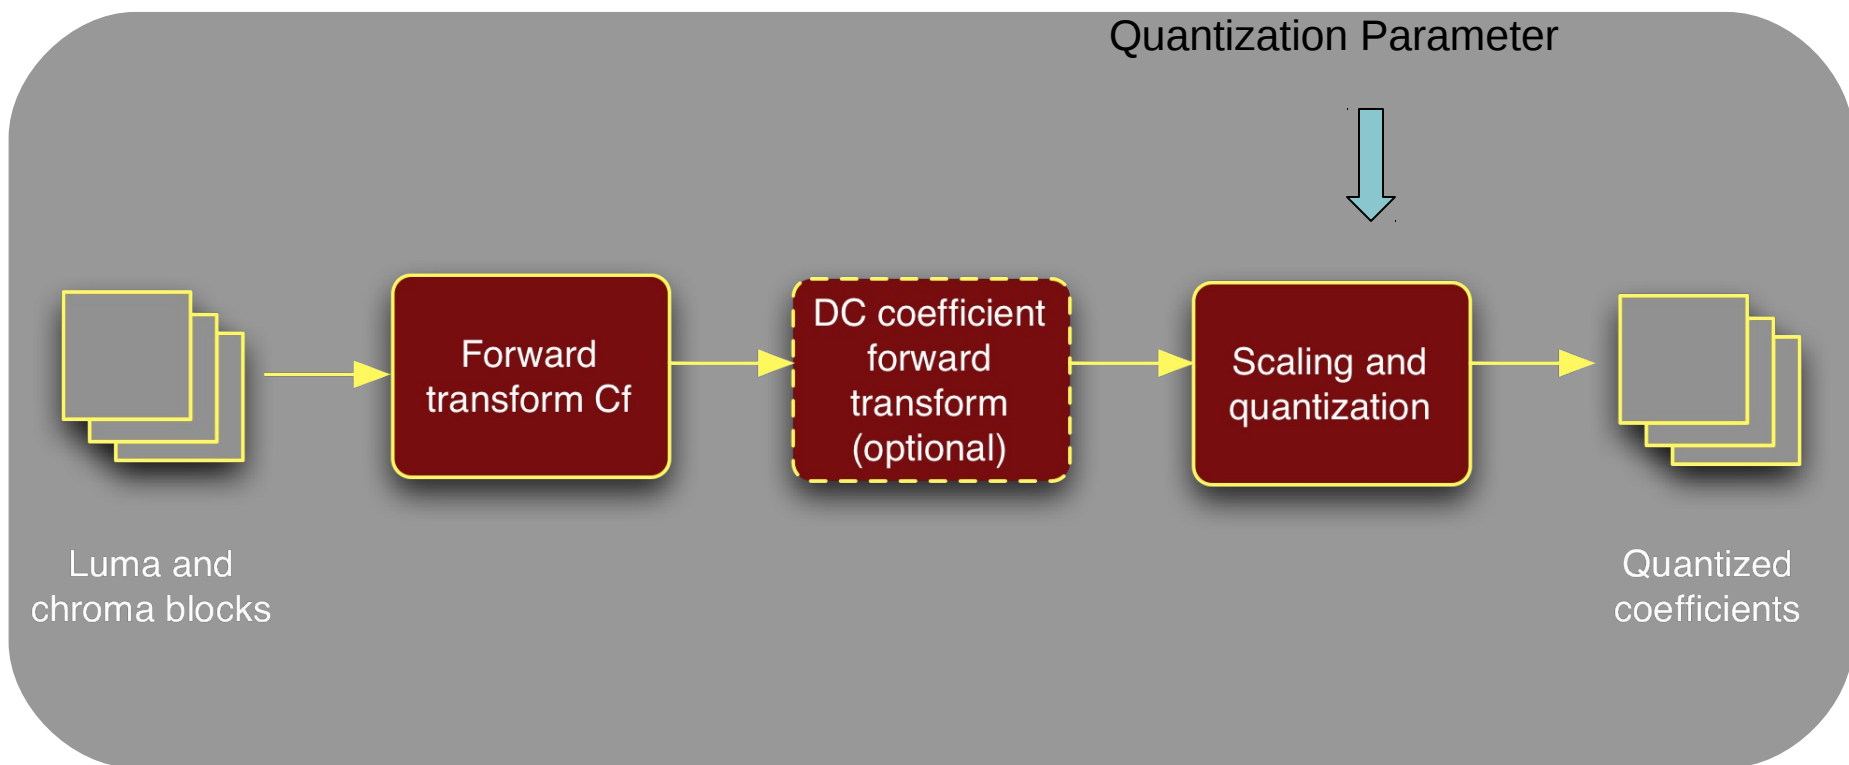 Quantization Parameter
Forward
transform Cf
DC coefficient
forward
transform
(optional)
Scaling and
quantization
Luma and
chroma blocks
Quantized
coefficients